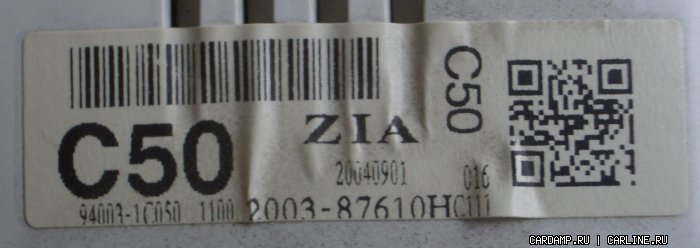 C50 ZIA C50
20040901 016
94003-1C050 1100 2003-87610HC111
CARDAMP.RU | CARLINE.RU